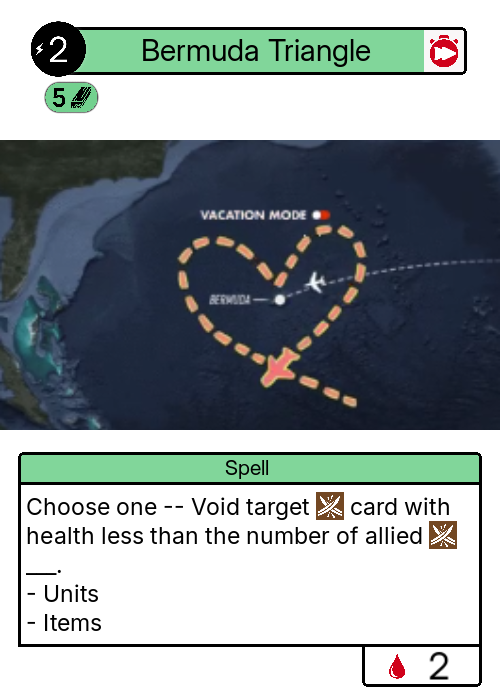 2
Bermuda Triangle
5
VACATION MODE
BERMUDA
Spell
Choose one -- Void target card with
health less than the number of allied
___.
- Units
- Items
2